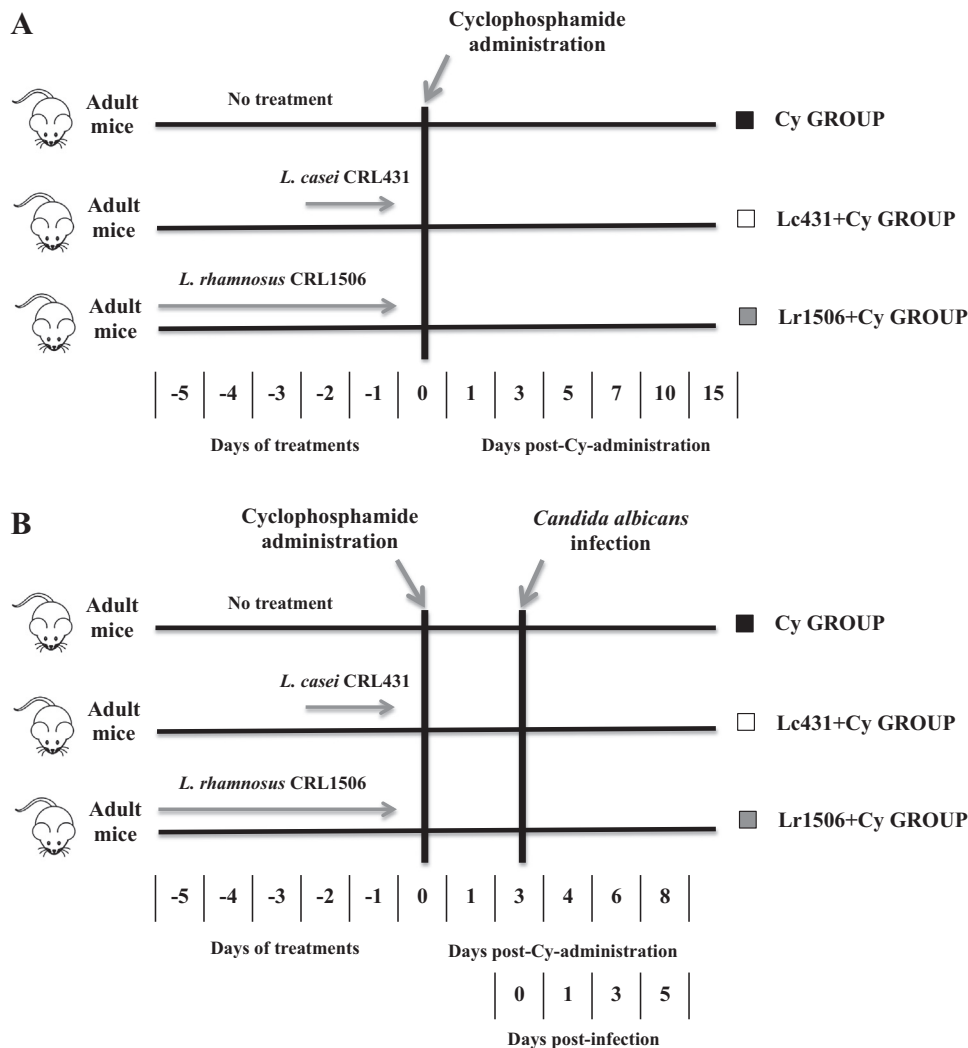 A
Cyclophosphamide
administration
Adult
mice
No treatment
Cy GROUP
L. casei CRL431
Adult
mice
Lc431+Cy GROUP
L. rhamnosus CRL1506
Adult
mice
Lr1506+Cy GROUP
-5 -4 -3 -2 -1 0 1 3 5 7 10 15
Days of treatments Days post-Cy-administration
B
Cyclophosphamide
administration
Candida albicans
infection
Adult
mice
No treatment
Cy GROUP
L. casei CRL431
Adult
mice
Lc431+Cy GROUP
L. rhamnosus CRL1506
Adult
mice
Lr1506+Cy GROUP
-5 -4 -3 -2 -1 0 1 3 4 6 8
Days of treatments Days post-Cy-administration
0 1 3 5
Days post-infection